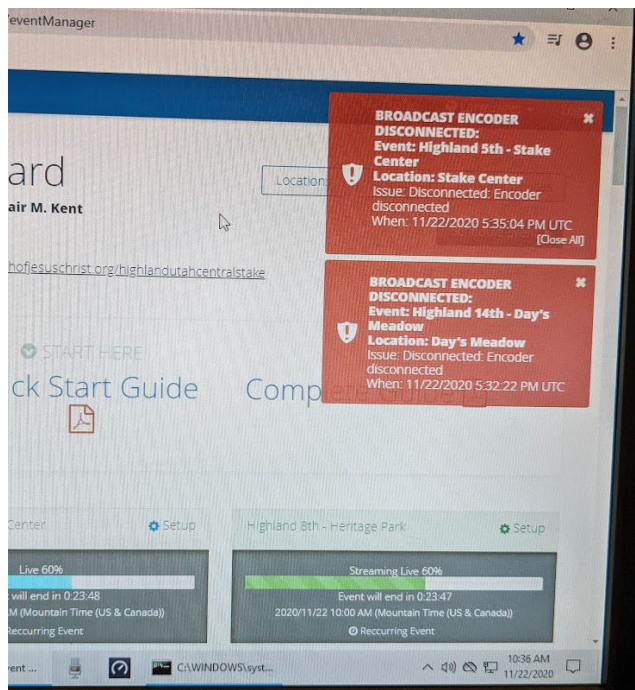 eventManager
ard
air M. Kent
Location:
hofjesuschrist.org/highlandutahcentralstake
BROADCAST ENCODER
DISCONNECTED:
Event: Highland 5th - Stake
Center
Location: Stake Center
Issue: Disconnected: Encoder
disconnected
When: 11/22/2020 5:35:04 PM UTC
[Close All]
BROADCAST ENCODER
DISCONNECTED:
Event: Highland 14th - Day's
Meadow
Location: Day's Meadow
Issue: Disconnected: Encoder
disconnected
When: 11/22/2020 5:32:22 PM UTC
START HERE
ck Start Guide
Complete Guide
Center
Setup
Live 60%
will end in 0:23:48
M (Mountain Time (US & Canada))
Reccurring Event
Highland 8th - Heritage Park
Setup
Streaming Live 60%
Event will end in 0:23:47
2020/11/22 10:00 AM (Mountain Time (US & Canada))
Reccurring Event
vent ...
C:\WINDOWS\syst...
10:36 AM
11/22/2020